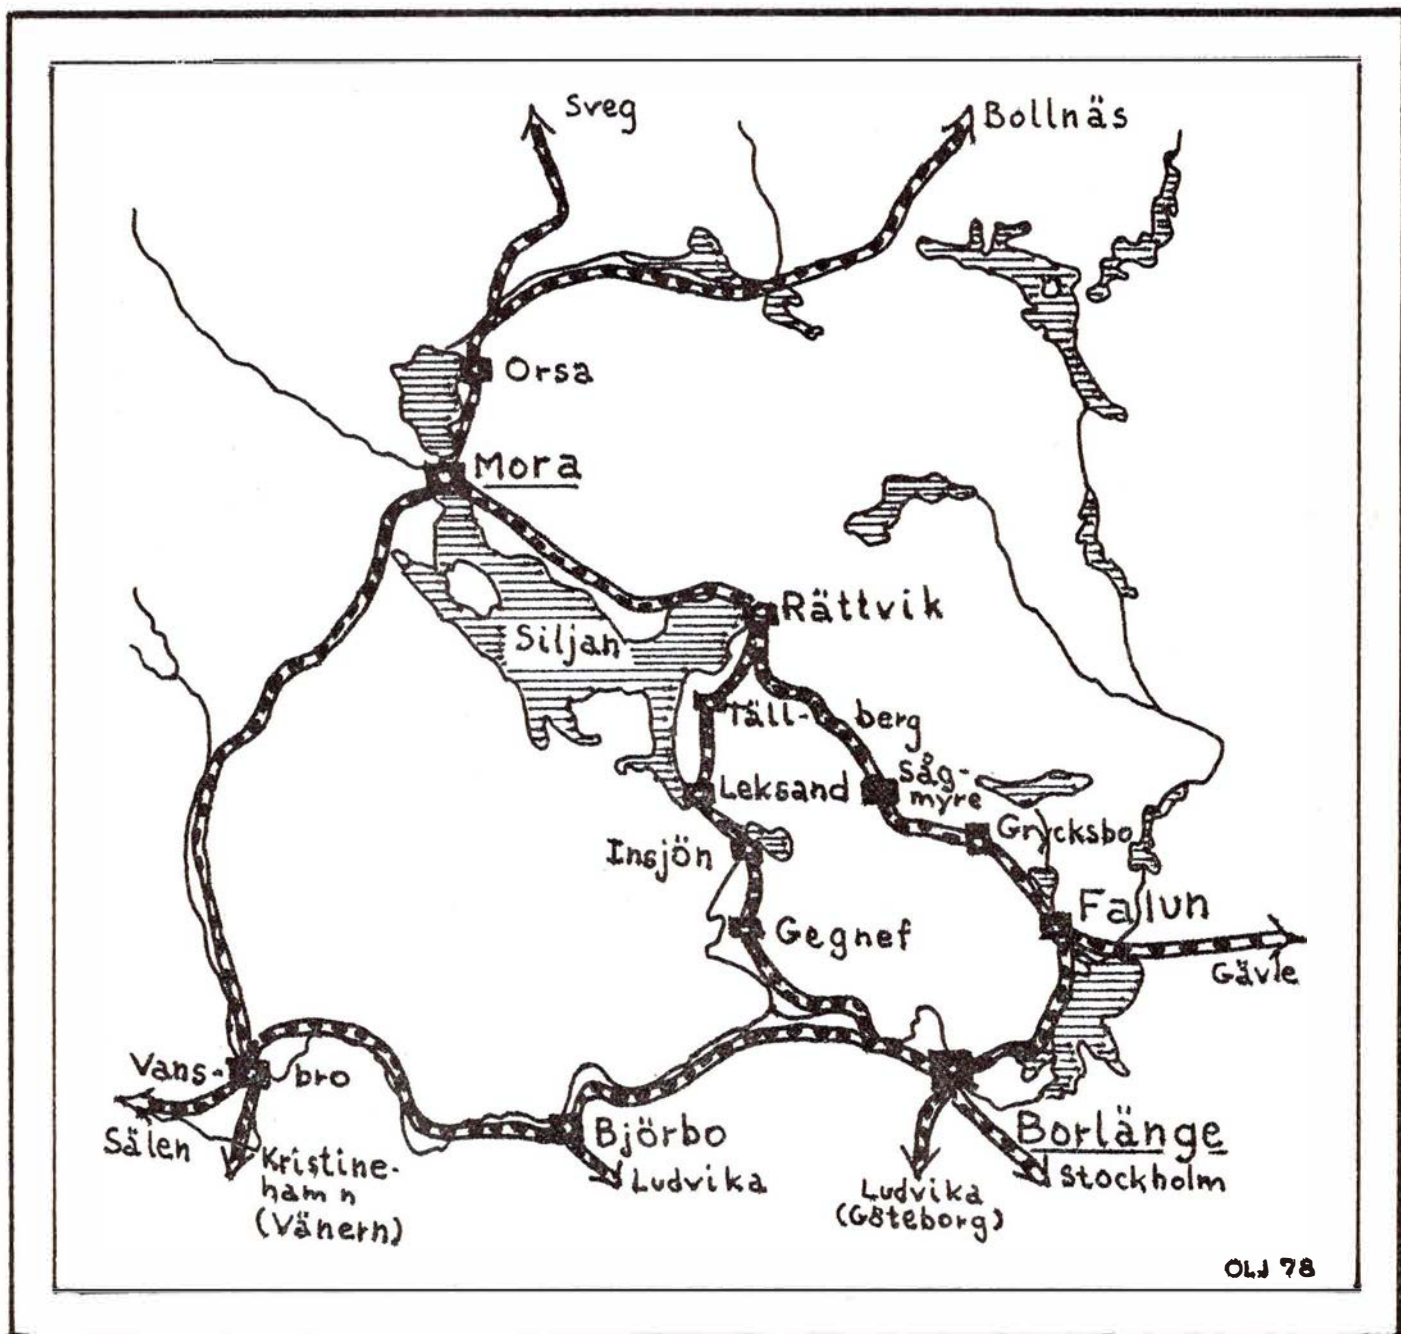 Sveg
Bollnäs
Orsa
Mora
Rättvik
Siljan
Täll-berg
Leksand
Såg-
myre
Grycksbo
Insjön
Falun
Gegnef
Gävle
Vans-bro
Björbo
Borlänge
Sälen
Kristine-
hamn
(Vänern)
Ludvika
Ludvika
(Göteborg)
Stockholm
OLJ 78